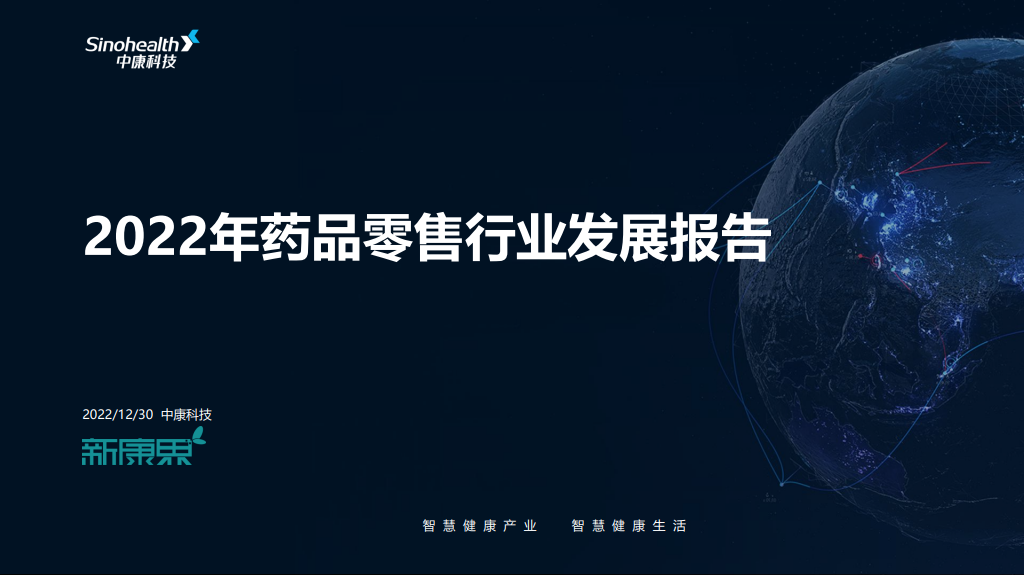 Sinohealth
中康科技
2022年药品零售行业发展报告
2022/12/30 中康科技
新康界
智慧健康产业 智慧健康生活